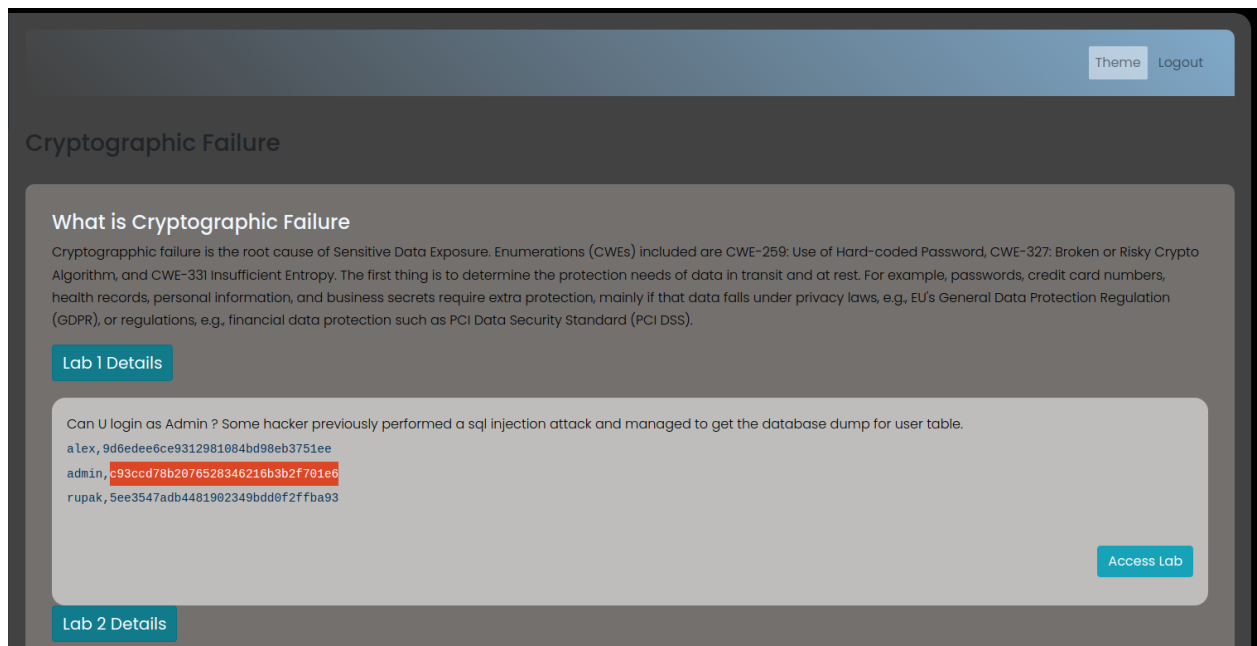 Theme Logout
Cryptographic Failure
What is Cryptographic Failure
Cryptograpphic failure is the root cause of Sensitive Data Exposure. Enumerations (CWEs) included are CWE-259: Use of Hard-coded Password, CWE-327: Broken or Risky Crypto
Algorithm, and CWE-331 Insufficient Entropy. The first thing is to determine the protection needs of data in transit and at rest. For example, passwords, credit card numbers,
health records, personal information, and business secrets require extra protection, mainly if that data falls under privacy laws, e.g., EU's General Data Protection Regulation
(GDPR), or regulations, e.g., financial data protection such as PCI Data Security Standard (PCI DSS).
Lab 1 Details
Can U login as Admin ? Some hacker previously performed a sql injection attack and managed to get the database dump for user table.
alex,9d6edee6ce9312981084bd98eb3751ee
admin,c93ccd78b2076528346216b3b2f701e6
rupak,5ee3547adb4481902349bdd0f2ffba93
Access Lab
Lab 2 Details